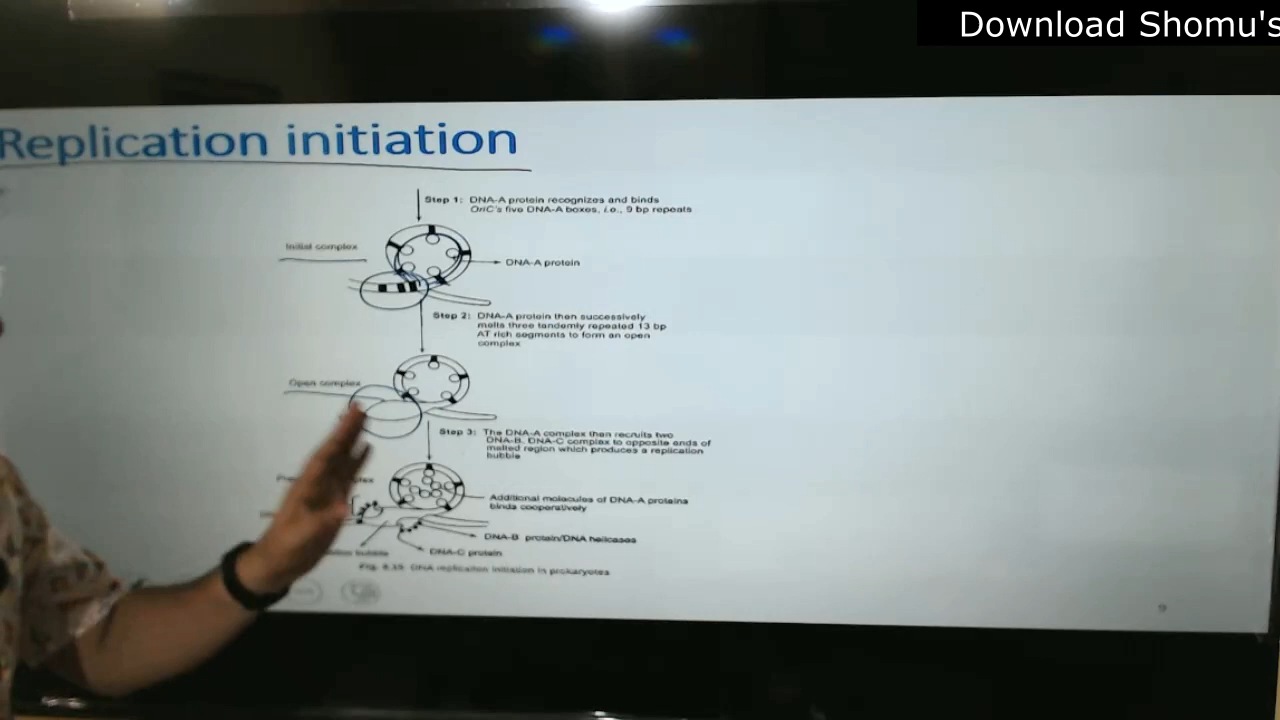 Download Shomu's
Replication initiation
Step 1: DNA-A protein recognizes and binds
OriC's five DNA-A boxes, i.e., 9 bp repeats
Initial complex
DNA-A protein
Step 2: DNA-A protein then successively
melts three tandemly repeated 13 bp
AT rich segments to form an open
complex
Open complex
Step 3: The DNA-A complex then recruits two
DNA-B. DNA-C complex to opposite ends of
melted region which produces a replication
bubble
Additional molecules of DNA-A proteins
binds cooperatively
DNA-B protein/DNA helicases
bubble
DNA-C protein
Fig. DNA replication initiation in prokaryotes
9